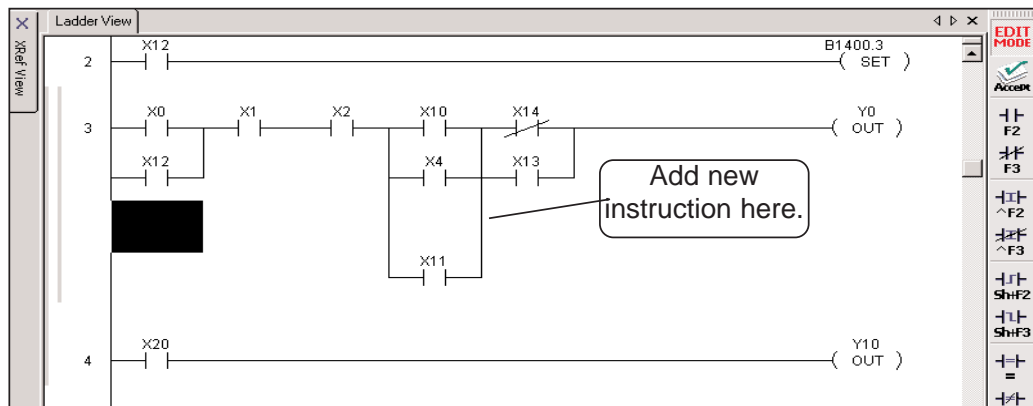 Ladder View
XRef View
2
X12
B1400.3
( SET )
3
X0
X1
X2
X10
X14
Y0
( OUT )
X12
X4
X13
X11
Add new
instruction here.
4
X20
Y10
( OUT )
EDIT
MODE
Accept
F2
F3
^F2
^F3
Sh+F2
Sh+F3
=